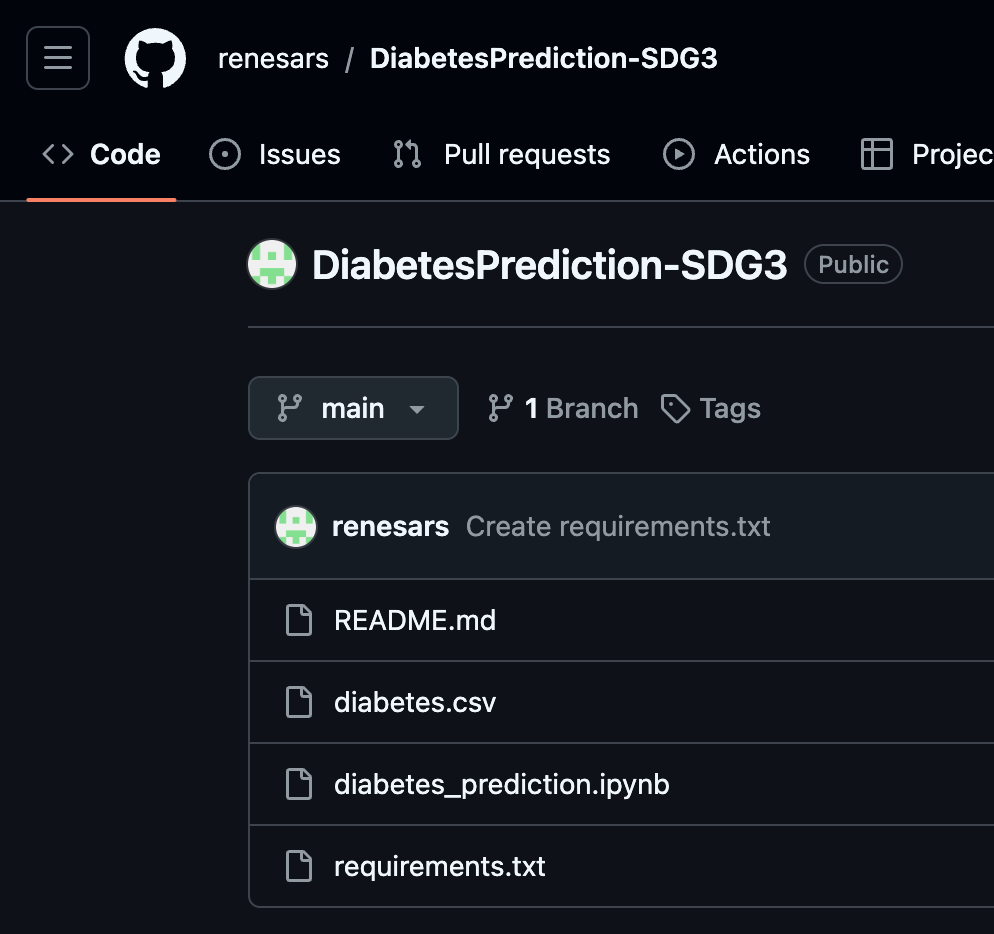 renesars / DiabetesPrediction-SDG3
Code Issues Pull requests Actions Projec
DiabetesPrediction-SDG3 Public
main 1 Branch Tags
renesars Create requirements.txt
README.md
diabetes.csv
diabetes_prediction.ipynb
requirements.txt